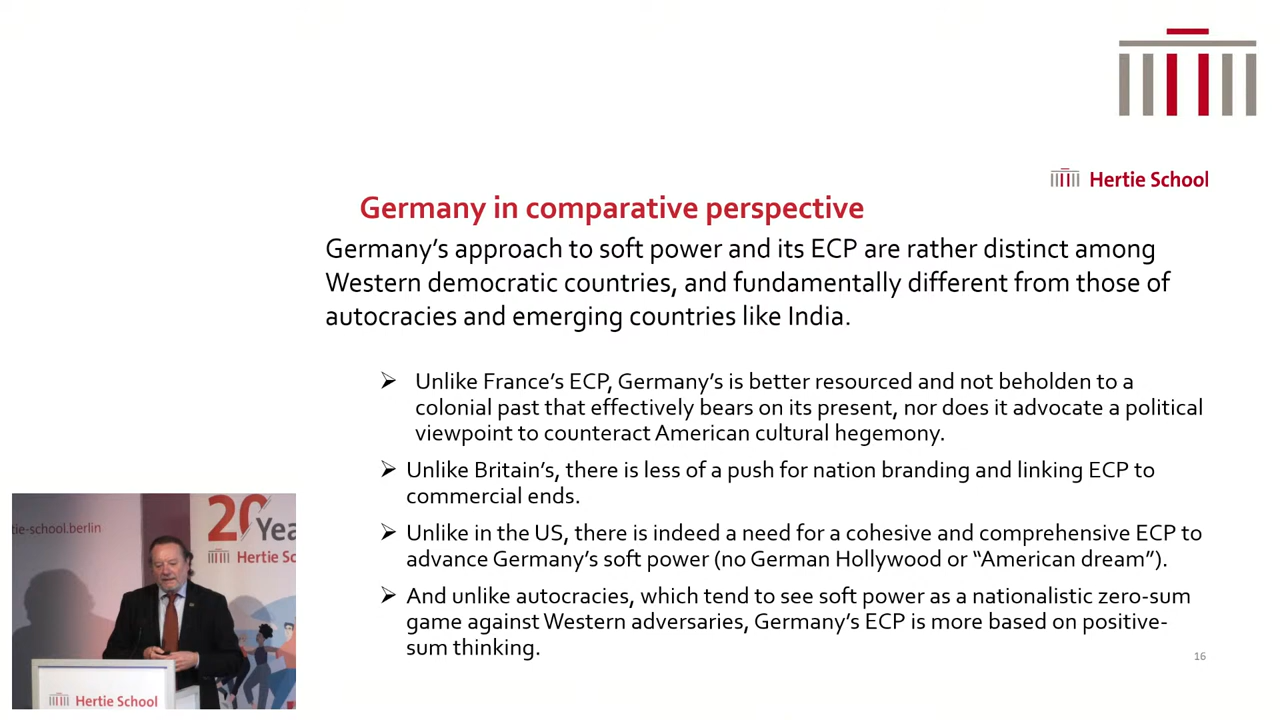 Hertie School
Germany in comparative perspective
Germany's approach to soft power and its ECP are rather distinct among
Western democratic countries, and fundamentally different from those of
autocracies and emerging countries like India.
➢ Unlike France's ECP, Germany's is better resourced and not beholden to a
colonial past that effectively bears on its present, nor does it advocate a political
viewpoint to counteract American cultural hegemony.
➢ Unlike Britain's, there is less of a push for nation branding and linking ECP to
commercial ends.
➢ Unlike in the US, there is indeed a need for a cohesive and comprehensive ECP to
advance Germany's soft power (no German Hollywood or “American dream”).
➢ And unlike autocracies, which tend to see soft power as a nationalistic zero-sum
game against Western adversaries, Germany's ECP is more based on positive-
sum thinking.
16
tie-school.berlin
20 Yea
Hertie Sc
Hertie School